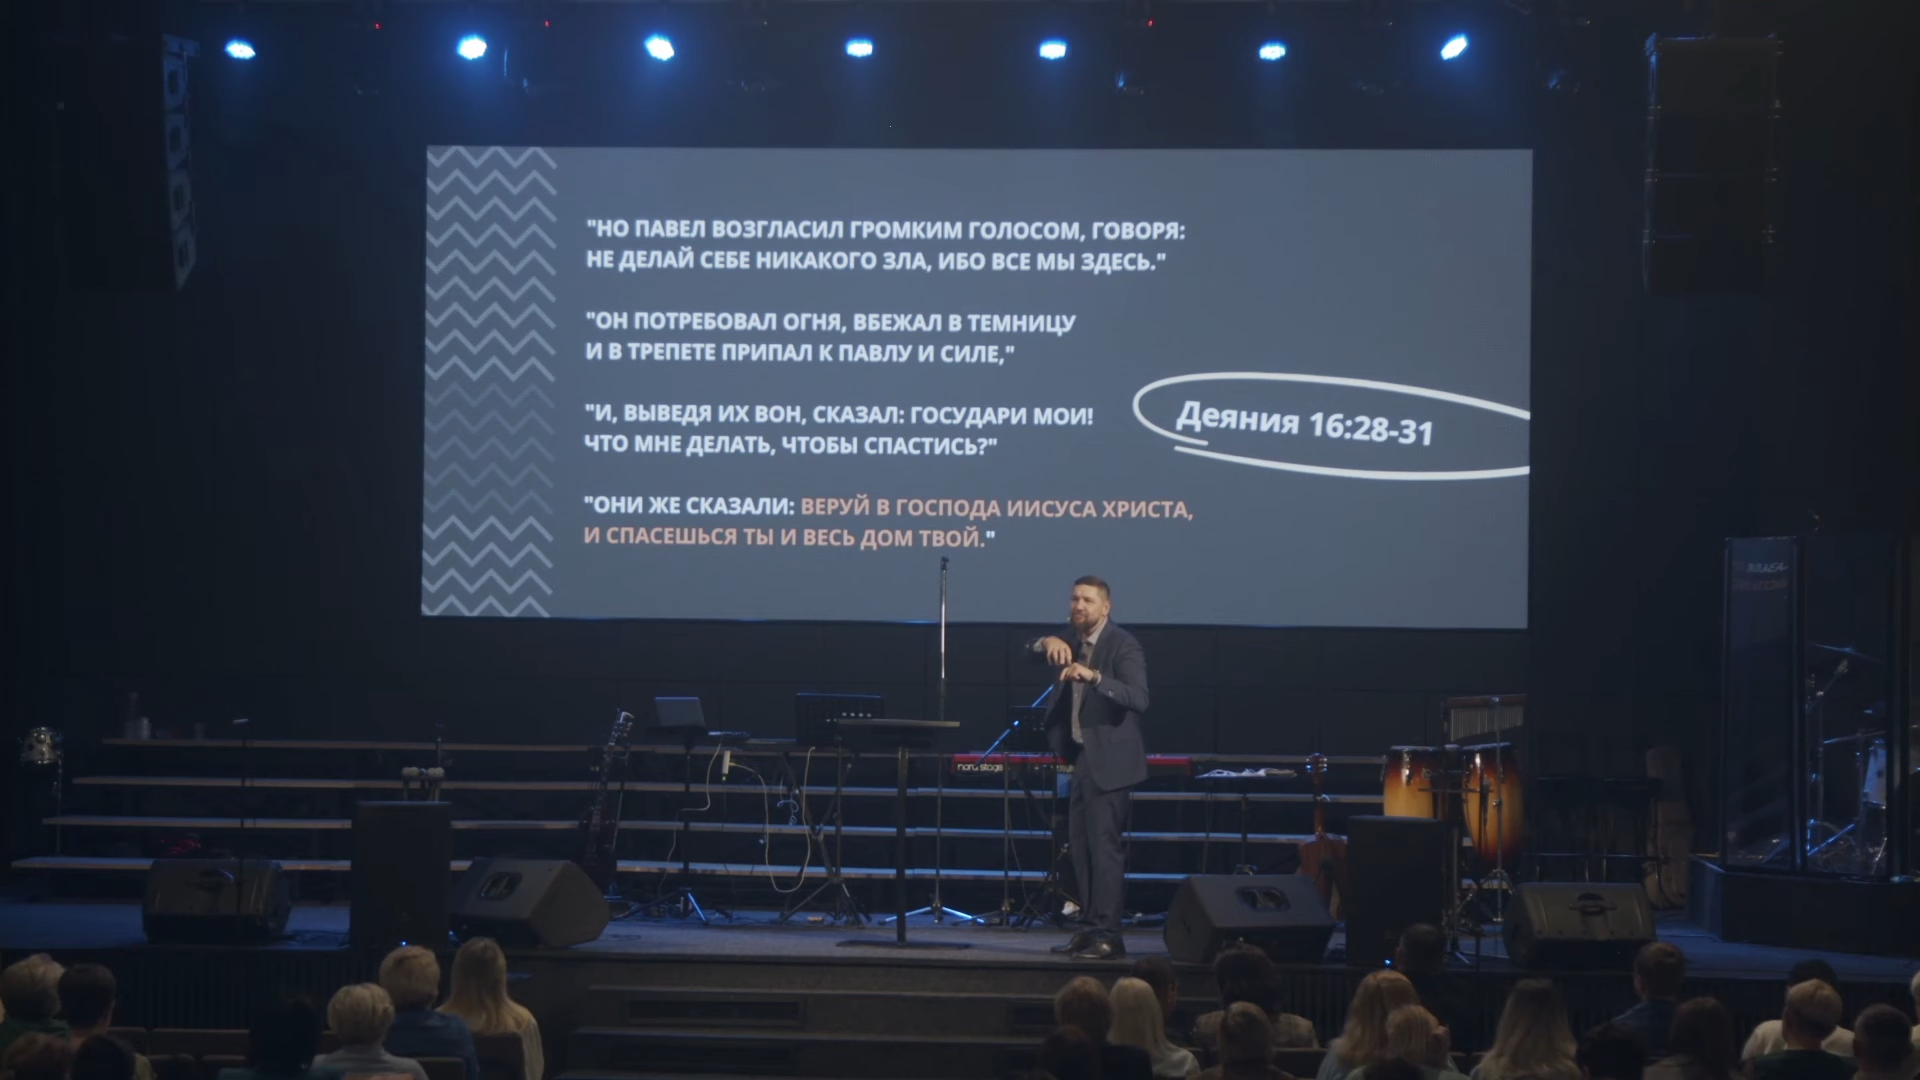 "НО ПАВЕЛ ВОЗГЛАСИЛ ГРОМКИМ ГОЛОСОМ, ГОВОРЯ:
НЕ ДЕЛАЙ СЕБЕ НИКАКОГО ЗЛА, ИБО ВСЕ МЫ ЗДЕСЬ."
"ОН ПОТРЕБОВАЛ ОГНЯ, ВБЕЖАЛ В ТЕМНИЦУ
И В ТРЕПЕТЕ ПРИПАЛ К ПАВЛУ И СИЛЕ,"
"И, ВЫВЕДЯ ИХ ВОН, СКАЗАЛ: ГОСУДАРИ МОИ!
ЧТО МНЕ ДЕЛАТЬ, ЧТОБЫ СПАСТИСЬ?"
Деяния 16:28-31
"ОНИ ЖЕ СКАЗАЛИ: ВЕРУЙ В ГОСПОДА ИИСУСА ХРИСТА,
И СПАСЕШЬСЯ ТЫ И ВЕСЬ ДОМ ТВОЙ."
nord stage